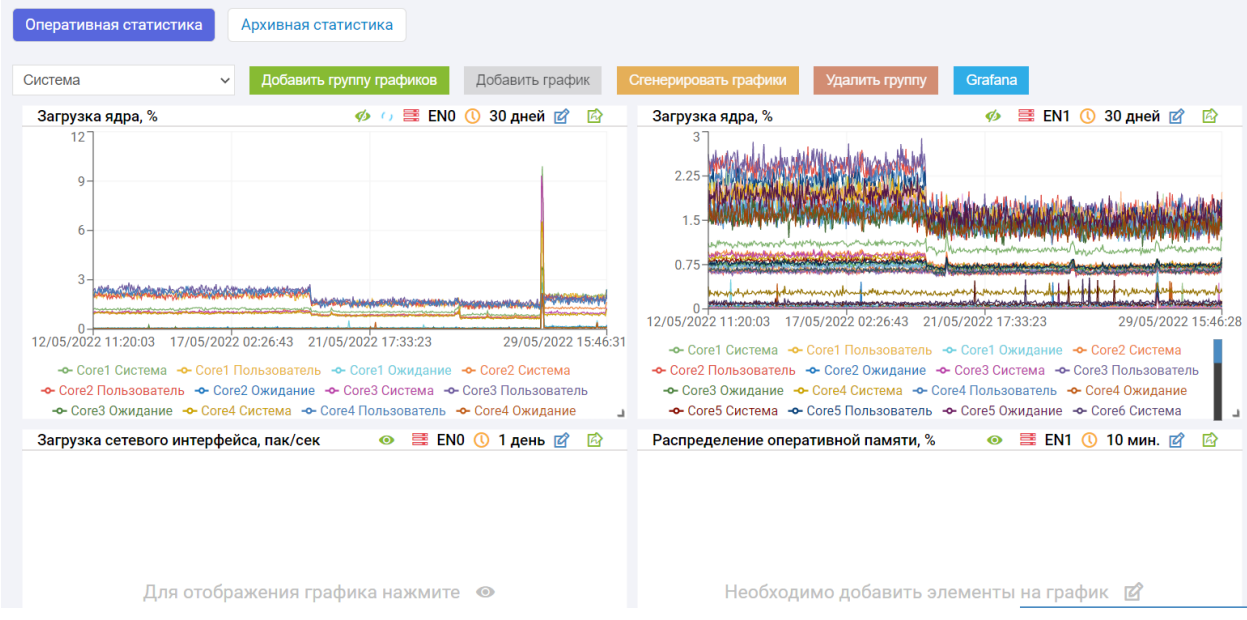 Оперативная статистика Архивная статистика
Система Добавить группу графиков Добавить график Сгенерировать графики Удалить группу Grafana
Загрузка ядра, % EN0 30 дней
12
9
6
3
0
12/05/2022 11:20:03 17/05/2022 02:26:43 21/05/2022 17:33:23 29/05/2022 15:46:31
Core1 Система Core1 Пользователь Core1 Ожидание Core2 Система
Core2 Пользователь Core2 Ожидание Core3 Система Core3 Пользователь
Core3 Ожидание Core4 Система Core4 Пользователь Core4 Ожидание
Загрузка ядра, % EN1 30 дней
3
2.25
1.5
0.75
0
12/05/2022 11:20:03 17/05/2022 02:26:43 21/05/2022 17:33:23 29/05/2022 15:46:28
Core1 Система Core1 Пользователь Core1 Ожидание Core2 Система
Core2 Пользователь Core2 Ожидание Core3 Система Core3 Пользователь
Core3 Ожидание Core4 Система Core4 Пользователь Core4 Ожидание
Core5 Система Core5 Пользователь Core5 Ожидание Core6 Система
Загрузка сетевого интерфейса, пак/сек EN0 1 день
Для отображения графика нажмите
Распределение оперативной памяти, % EN1 10 мин.
Необходимо добавить элементы на график